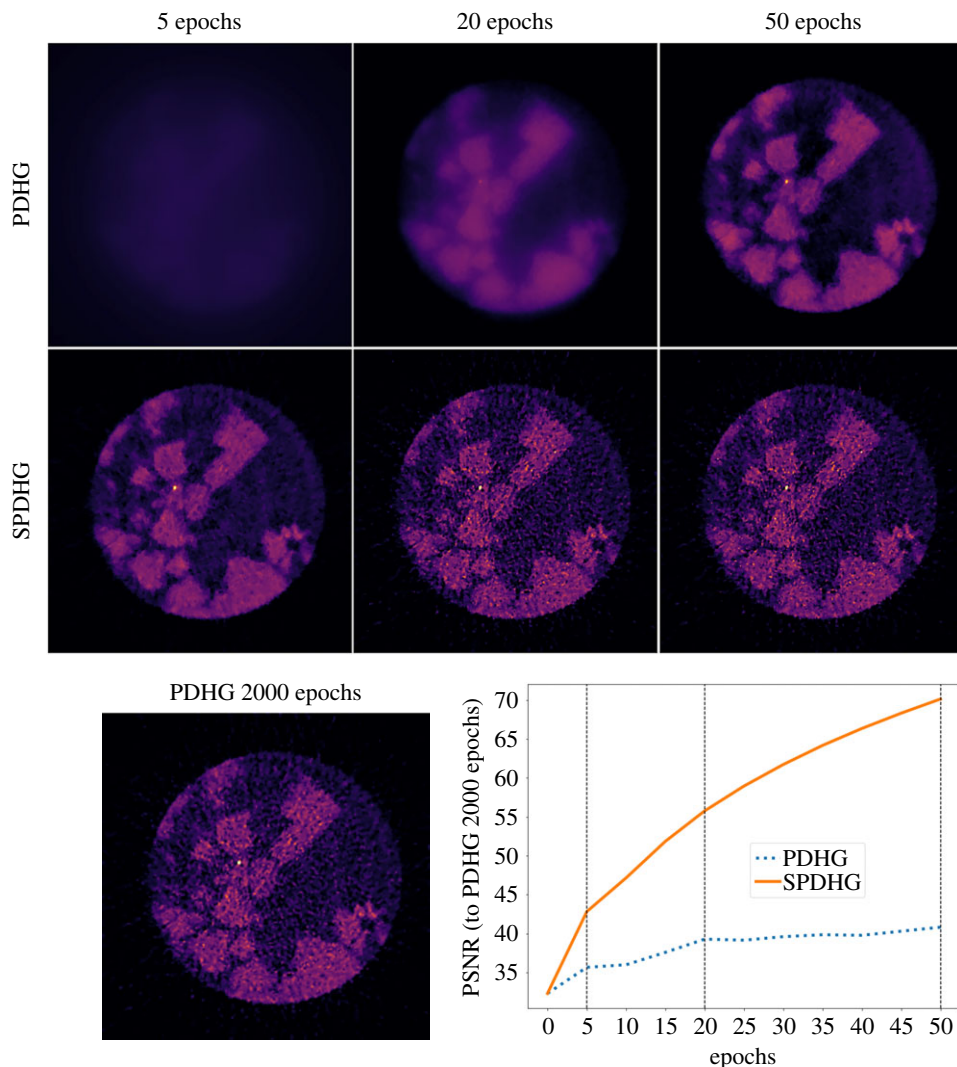 5 epochs
20 epochs
50 epochs
PDHG
SPDHG
PDHG 2000 epochs
PSNR (to PDHG 2000 epochs)
70
65
60
55
50
45
40
35
PDHG
SPDHG
0 5 10 15 20 25 30 35 40 45 50
epochs